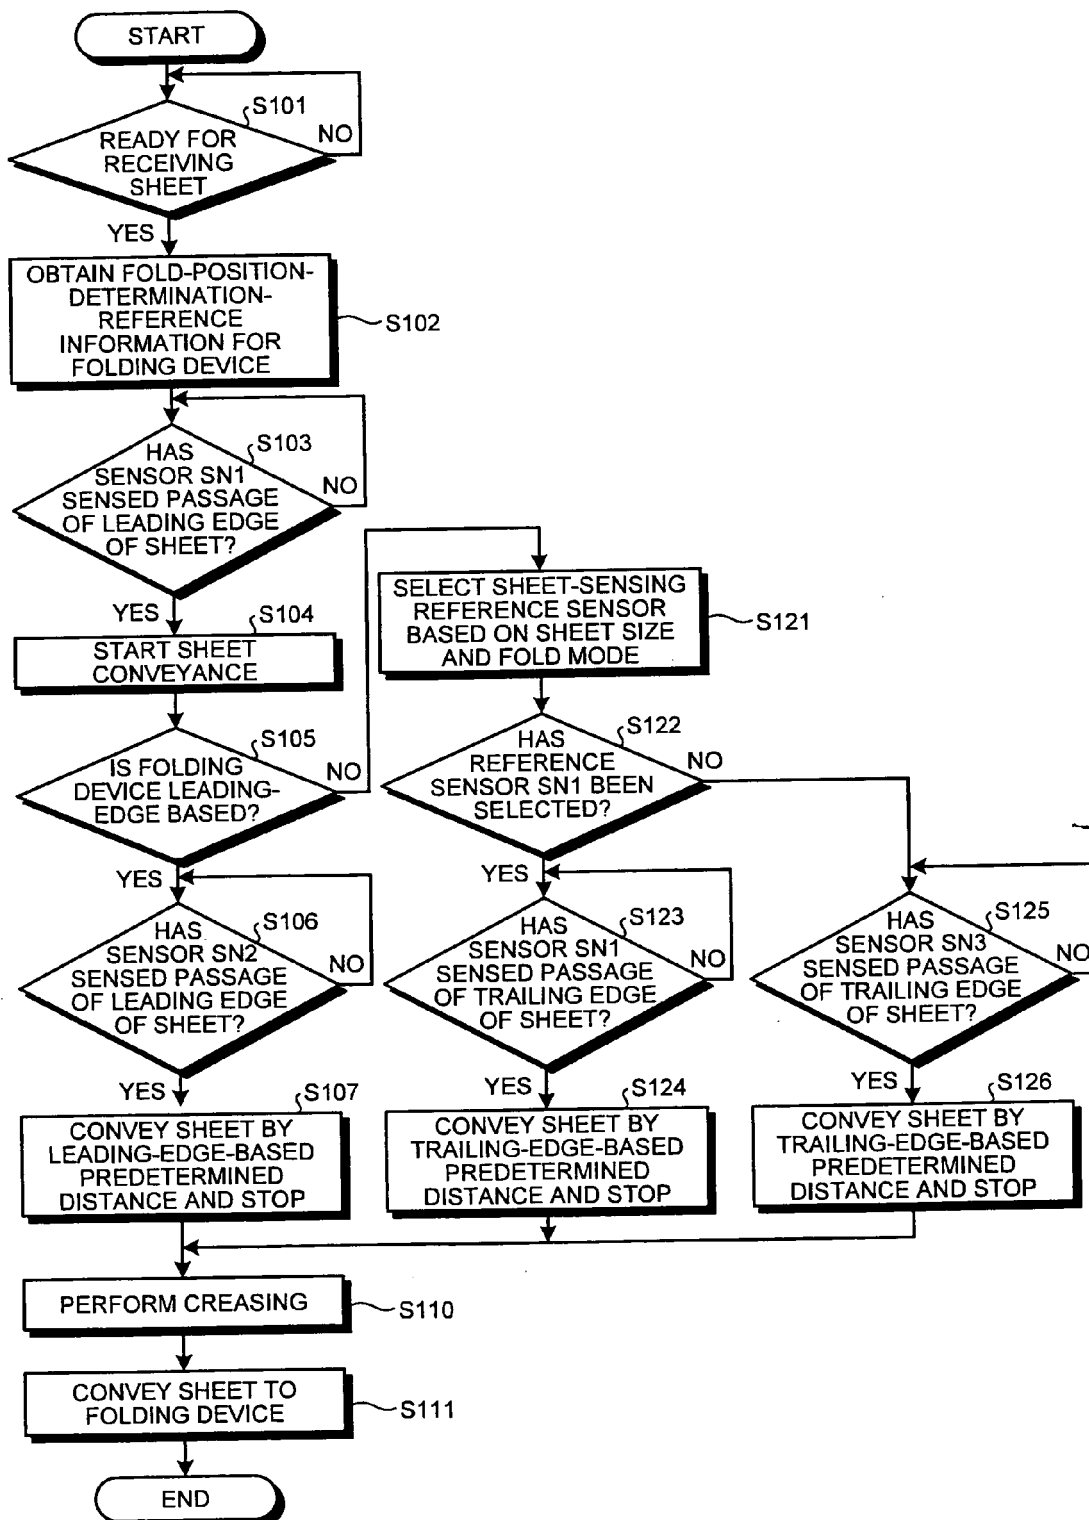 START
S101
READY FOR
RECEIVING
SHEET
NO
YES
OBTAIN FOLD-POSITION-
DETERMINATION-
REFERENCE
INFORMATION FOR
FOLDING DEVICE
S102
HAS
SENSOR SN1
SENSED PASSAGE
OF LEADING EDGE
OF SHEET?
S103
NO
YES
S104
START SHEET
CONVEYANCE
S105
IS FOLDING
DEVICE LEADING-
EDGE BASED?
NO
YES
HAS
SENSOR SN2
SENSED PASSAGE
OF LEADING EDGE
OF SHEET?
S106
NO
YES
S107
CONVEY SHEET BY
LEADING-EDGE-BASED
PREDETERMINED
DISTANCE AND STOP
SELECT SHEET-SENSING
REFERENCE SENSOR
BASED ON SHEET SIZE
AND FOLD MODE
S121
HAS
REFERENCE
SENSOR SN1 BEEN
SELECTED?
S122
NO
YES
HAS
SENSOR SN1
SENSED PASSAGE
OF TRAILING EDGE
OF SHEET?
S123
NO
YES
S124
CONVEY SHEET BY
TRAILING-EDGE-BASED
PREDETERMINED
DISTANCE AND STOP
HAS
SENSOR SN3
SENSED PASSAGE
OF TRAILING EDGE
OF SHEET?
S125
NO
YES
S126
CONVEY SHEET BY
TRAILING-EDGE-BASED
PREDETERMINED
DISTANCE AND STOP
PERFORM CREASING
S110
CONVEY SHEET TO
FOLDING DEVICE
S111
END